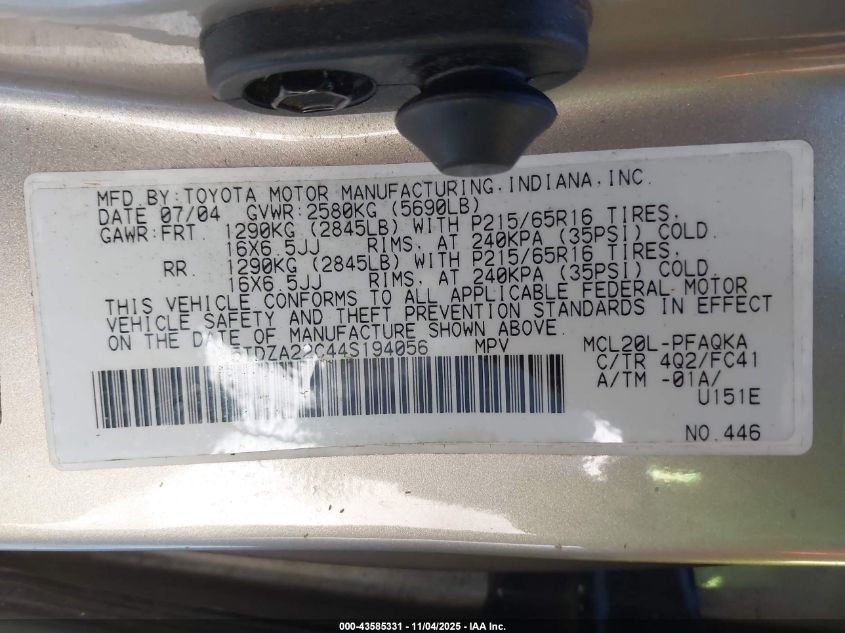 MFD BY: TOYOTA MOTOR MANUFACTURING, INDIANA, INC.
DATE 07/04 GVWR: 2580KG (5690LB)
GAWR: FRT. 1290KG (2845LB) WITH P215/65R16 TIRES,
16X6.5JJ RIMS, AT 240KPA (35PSI) COLD.
RR. 1290KG (2845LB) WITH P215/65R16 TIRES,
16X6.5JJ RIMS, AT 240KPA (35PSI) COLD.
THIS VEHICLE CONFORMS TO ALL APPLICABLE FEDERAL MOTOR
VEHICLE SAFETY AND THEFT PREVENTION STANDARDS IN EFFECT
ON THE DATE OF MANUFACTURE SHOWN ABOVE.
5TDZA22C44S194056 MPV MCL20L-PFAQKA
C/TR 4Q2/FC41
A/TM -01A/
U151E
NO.446
000-43585331 - 11/04/2025 - IAA Inc.